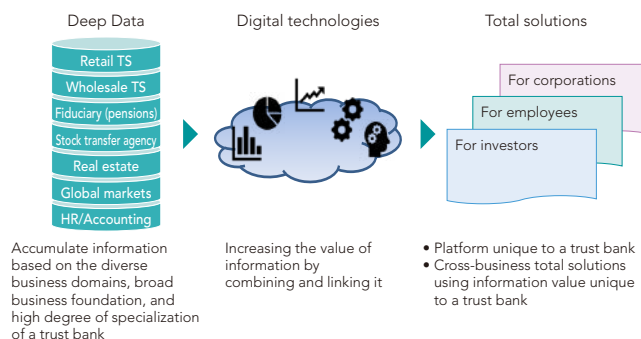 Deep Data
Digital technologies
Total solutions
Retail TS
Wholesale TS
Fiduciary (pensions)
Stock transfer agency
Real estate
Global markets
HR/Accounting
For corporations
For employees
For investors
Accumulate information
based on the diverse
business domains, broad
business foundation, and
high degree of specialization
of a trust bank
Increasing the value of
information by
combining and linking it
• Platform unique to a trust bank
• Cross-business total solutions
using information value unique
to a trust bank